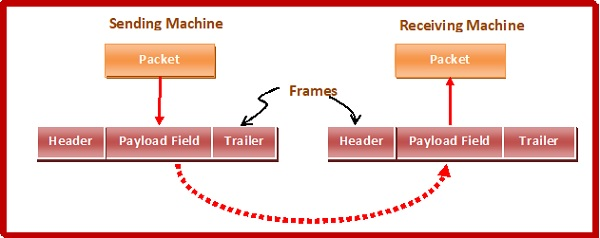 Sending Machine
Receiving Machine
Packet
Packet
Frames
Header Payload Field Trailer
Header Payload Field Trailer